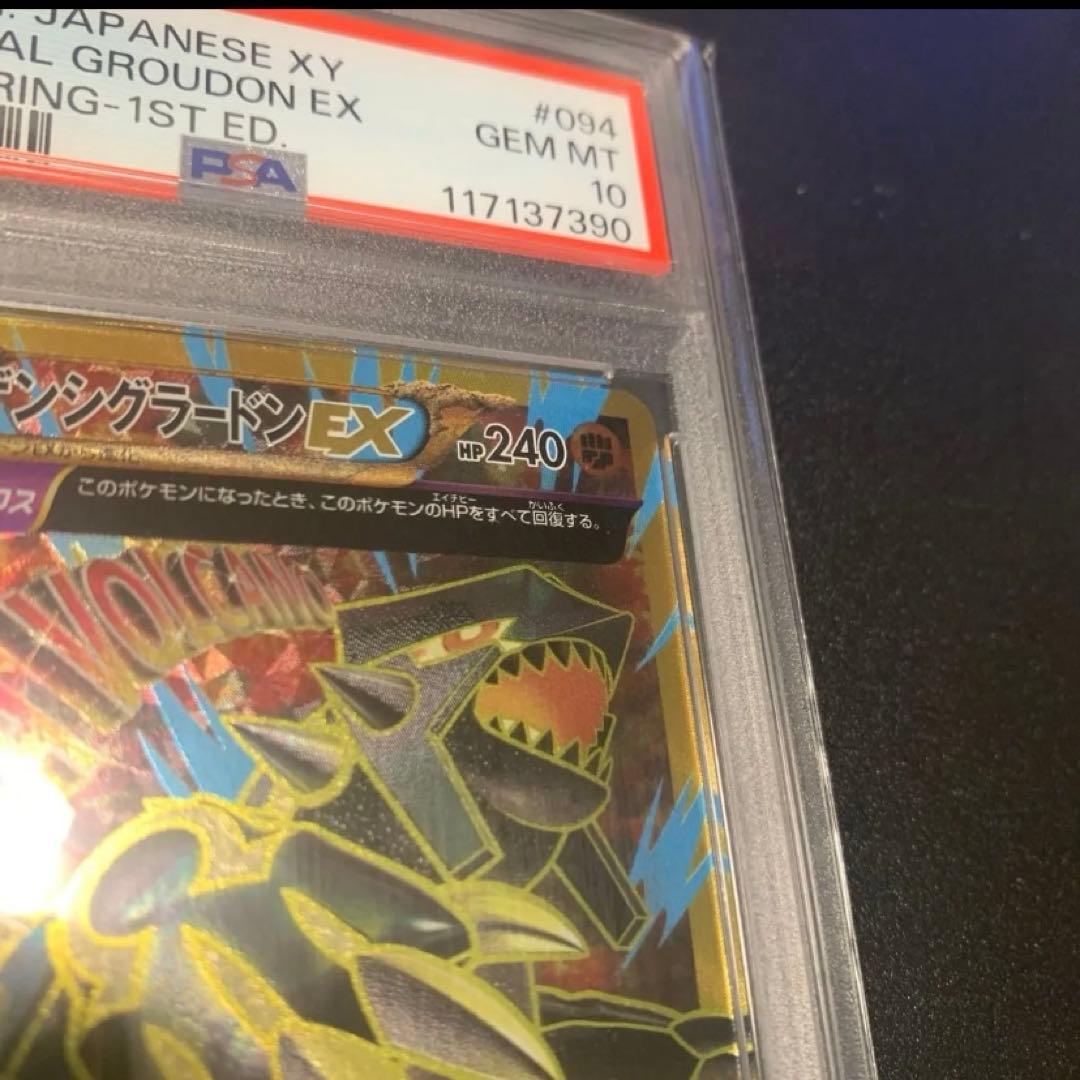 . JAPANESE XY
AL GROUDON EX
RING-1ST ED.
#094
GEM MT
10
117137390
PSA
デンシグラードンEX
HP240
このポケモンになったとき、このポケモンのHPをすべて回復する。
エイチピー
かいふく
VOLCANO